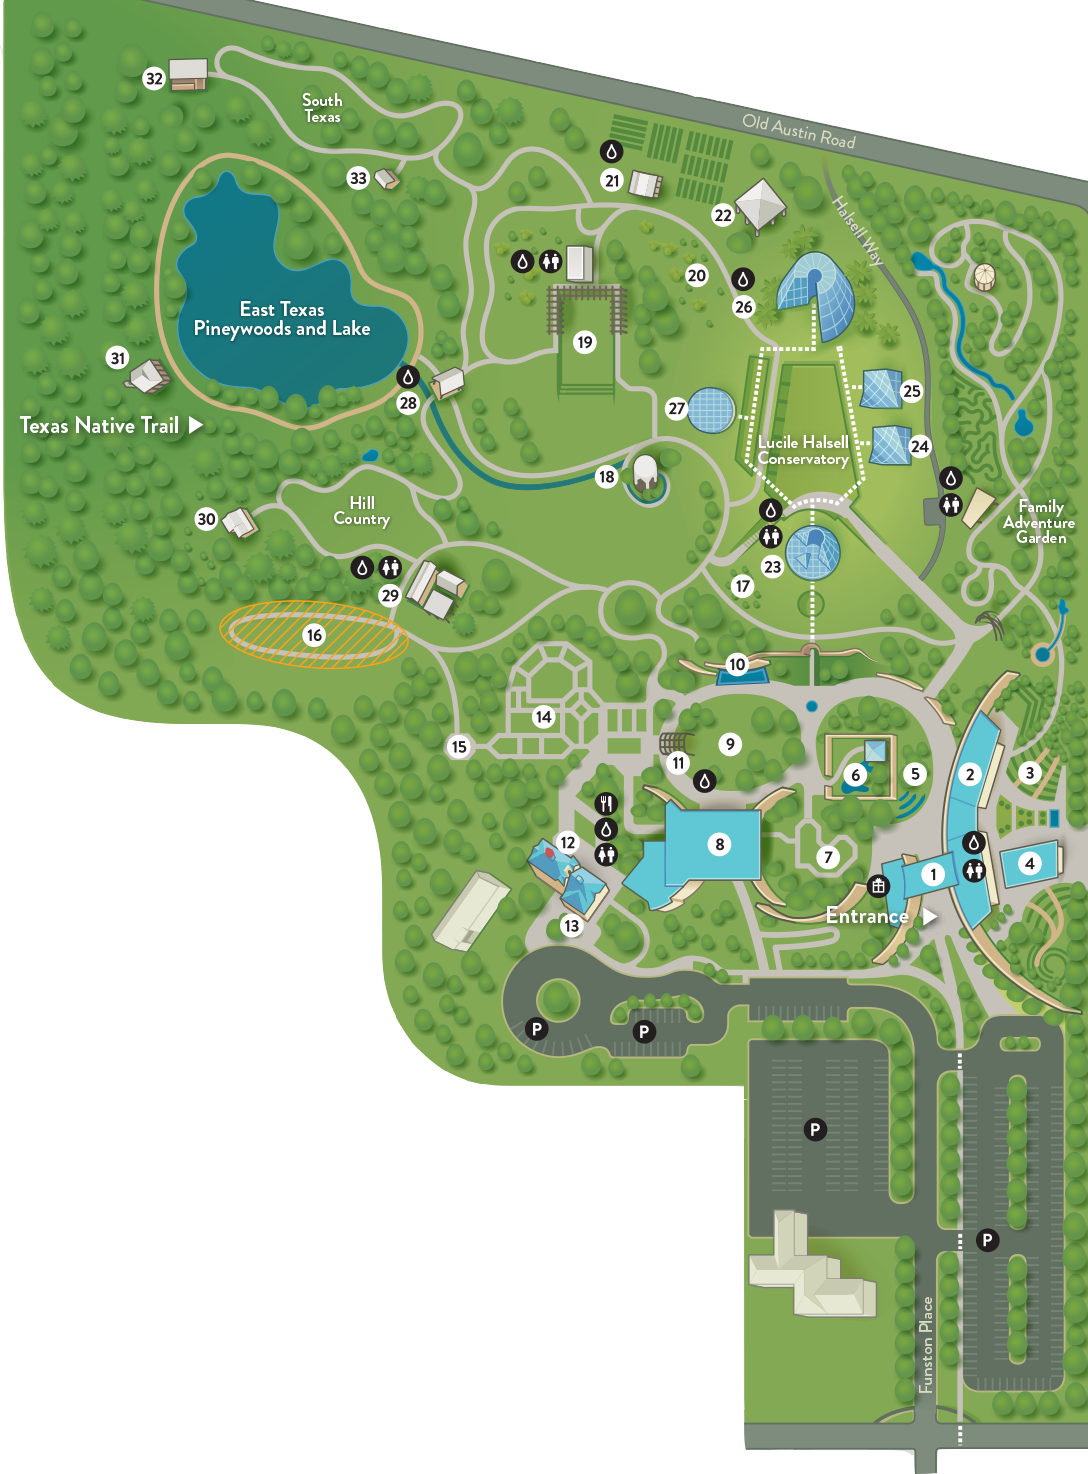 32
South
Texas
33
Old Austin Road
21
22
Halsell Way
20
26
East Texas
Pineywoods and Lake
19
31
28
25
27
24
Texas Native Trail
Lucile Halsell
Conservatory
18
Hill
Country
30
Family
Adventure
Garden
23
17
29
16
10
14
15
9
11
6
5
2
3
12
8
7
1
4
Entrance
13
P
P
P
P
Funston Place